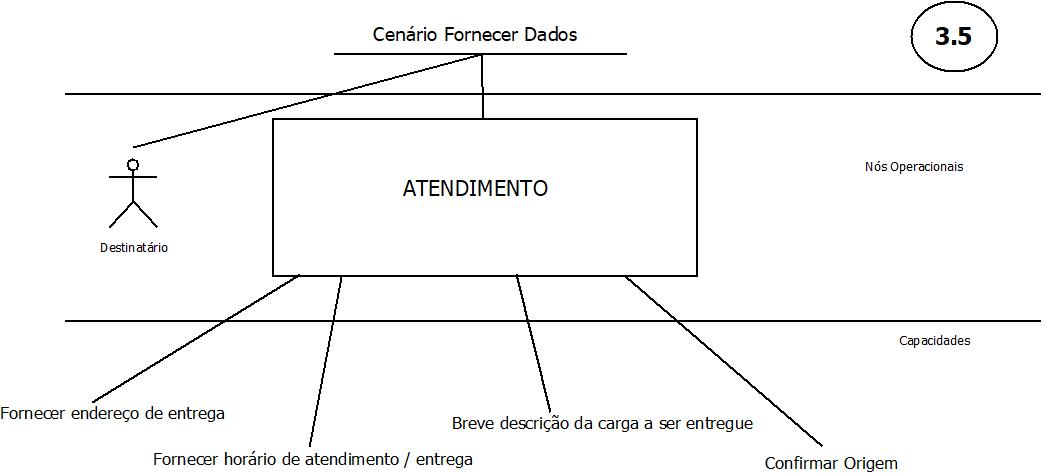 Cenário Fornecer Dados
3.5
Nós Operacionais
ATENDIMENTO
Destinatário
Capacidades
Fornecer endereço de entrega
Breve descrição da carga a ser entregue
Fornecer horário de atendimento / entrega
Confirmar Origem